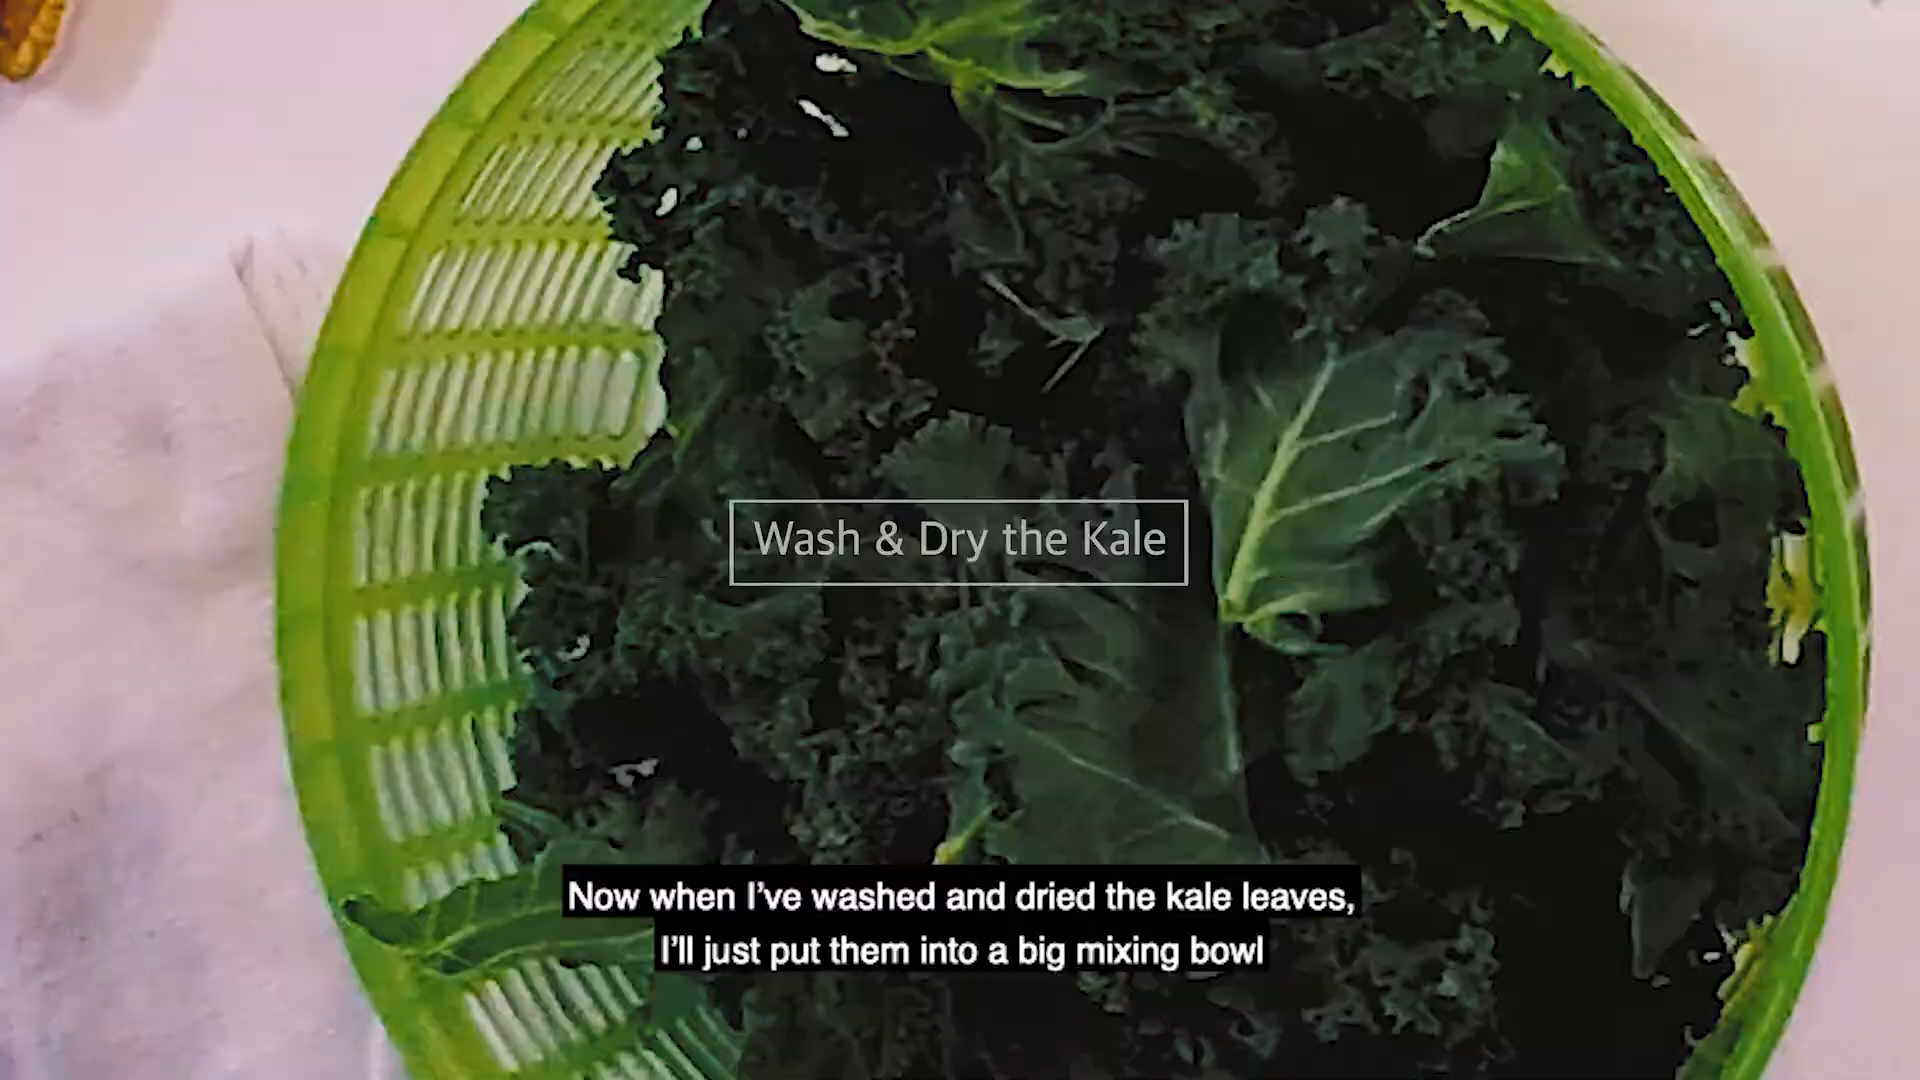 Wash & Dry the Kale
Now when I've washed and dried the kale leaves,
I'll just put them into a big mixing bowl